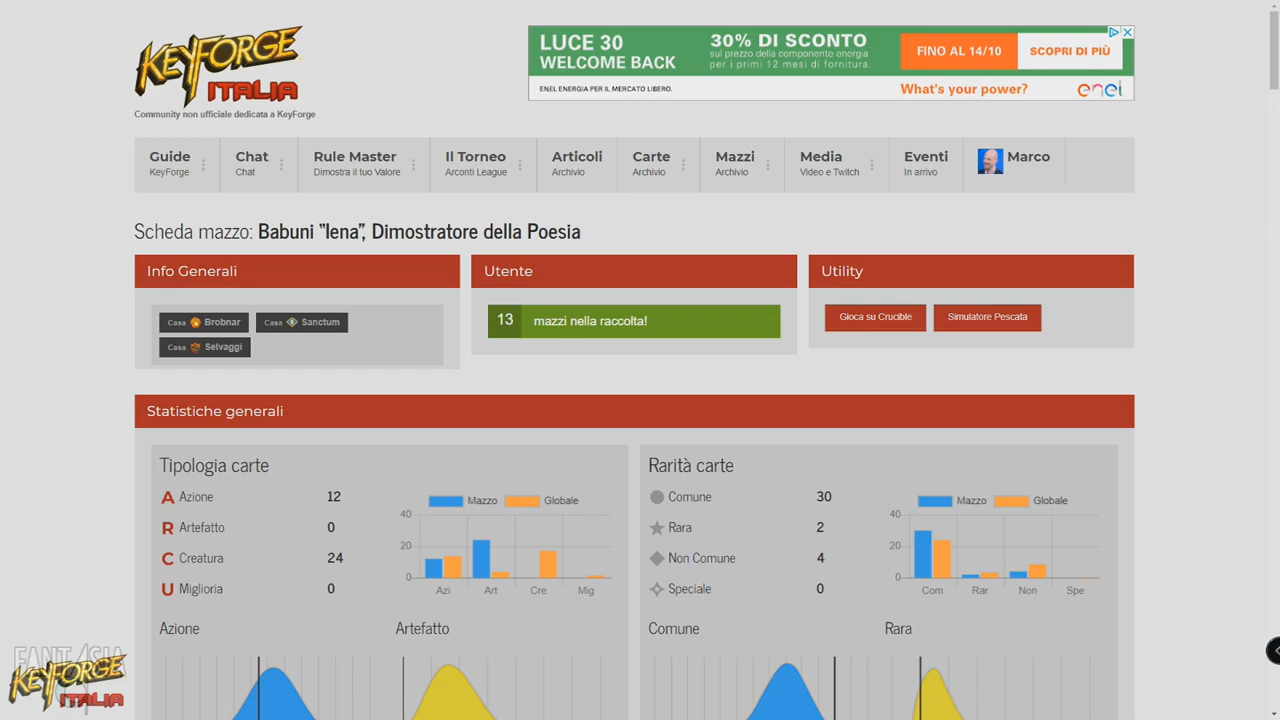 KEYFORGE
ITALIA
Community non ufficiale dedicata a KeyForge
LUCE 30
WELCOME BACK
30% DI SCONTO
sul prezzo della componente energia
per i primi 12 mesi di fornitura.
FINO AL 14/10
SCOPRI DI PIÙ
ENEL ENERGIA PER IL MERCATO LIBERO.
What's your power?
enel
Guide
KeyForge
Chat
Chat
Rule Master
Dimostra il tuo Valore
Il Torneo
Arconti League
Articoli
Archivio
Carte
Archivio
Mazzi
Archivio
Media
Video e Twitch
Eventi
In arrivo
Marco
Scheda mazzo: Babuni "Iena", Dimostratore della Poesia
Info Generali
Casa Brobnar
Casa Sanctum
Casa Selvaggi
Utente
13 mazzi nella raccolta!
Utility
Gioca su Crucible
Simulatore Pescata
Statistiche generali
Tipologia carte
A Azione 12
R Artefatto 0
C Creatura 24
U Miglioria 0
Mazzo Globale
40
20
0
Azi Art Cre Mig
Azione
Artefatto
Rarità carte
Comune 30
Rara 2
Non Comune 4
Speciale 0
Mazzo Globale
40
20
0
Com Rar Non Spe
Comune
Rara
KEYFORGE
ITALIA